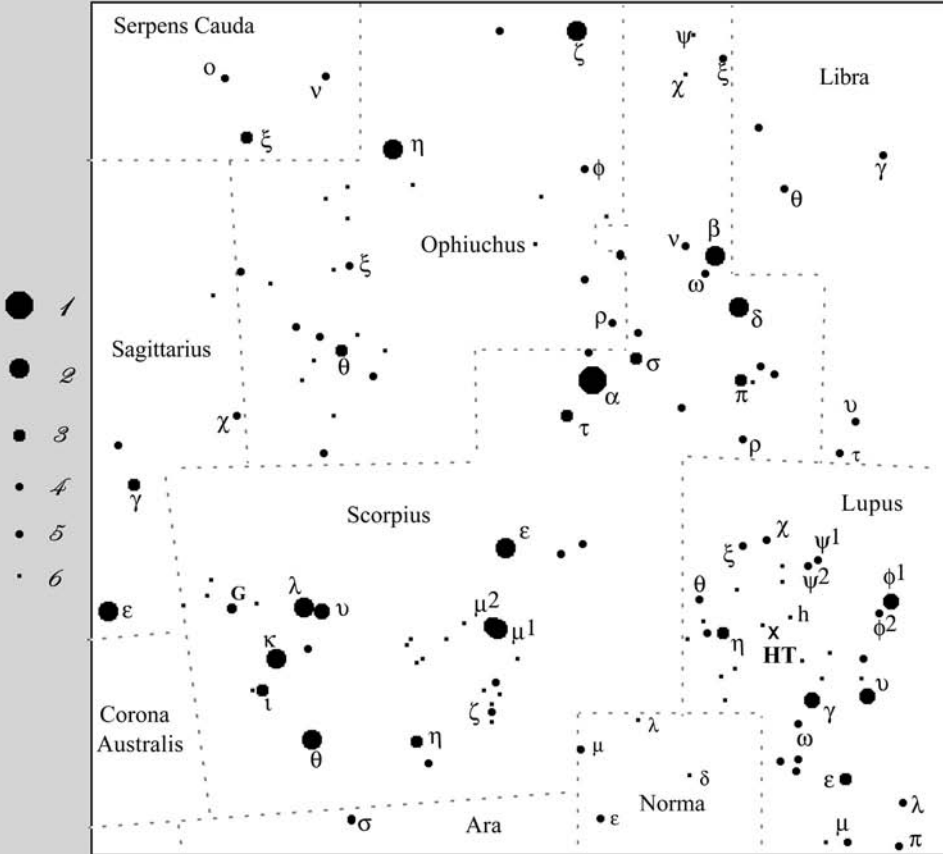 Serpens Cauda
ζ
ψ
ξ
Libra
ο
ν
χ
ξ
η
γ
φ
θ
Ophiuchus
ν
β
ξ
ω
1
δ
ρ
Sagittarius
2
θ
σ
α
π
χ
τ
υ
3
ρ
τ
4
γ
Scorpius
Lupus
5
ε
χ
ξ
ψ1
6
ψ2
G
λ
θ
φ1
ε
υ
μ2
h
φ2
μ1
x
κ
η
HT
ι
υ
Corona
ζ
λ
γ
Australis
η
μ
ω
θ
δ
ε
Norma
λ
σ
Ara
ε
μ
π